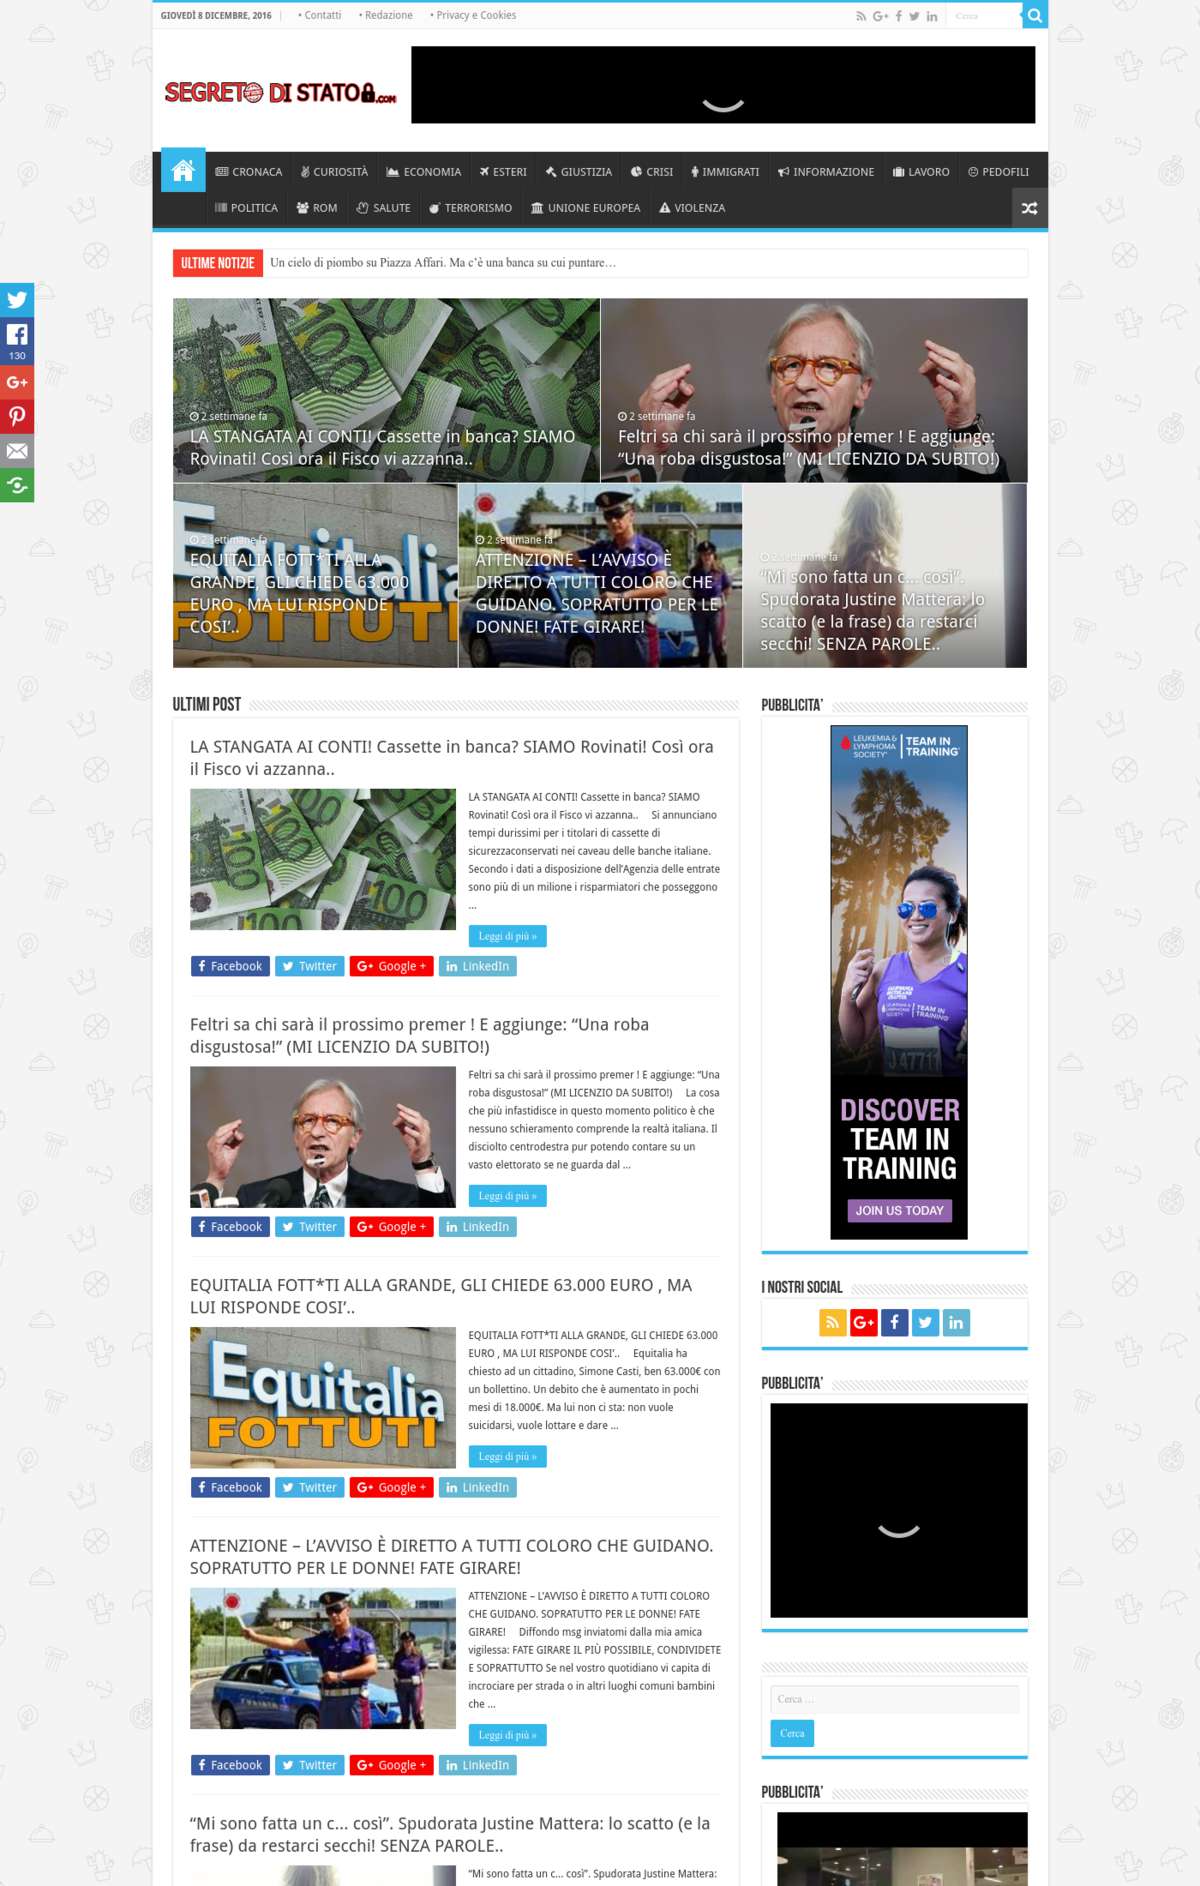 GIOVEDÌ 8 DICEMBRE, 2016
• Contatti
• Redazione
• Privacy e Cookies
Cerca
SEGRETO DI STATO.COM
CRONACA
CURIOSITÀ
ECONOMIA
ESTERI
GIUSTIZIA
CRISI
IMMIGRATI
INFORMAZIONE
LAVORO
PEDOFILI
POLITICA
ROM
SALUTE
TERRORISMO
UNIONE EUROPEA
VIOLENZA
ULTIME NOTIZIE
Un cielo di piombo su Piazza Affari. Ma c’è una banca su cui puntare…
130
2 settimane fa
LA STANGATA AI CONTI! Cassette in banca? SIAMO
Rovinati! Così ora il Fisco vi azzanna..
2 settimane fa
Feltri sa chi sarà il prossimo premer ! E aggiunge:
“Una roba disgustosa!” (MI LICENZIO DA SUBITO!)
2 settimane fa
EQUITALIA FOTT*TI ALLA
GRANDE, GLI CHIEDE 63.000
EURO , MA LUI RISPONDE
COSI’..
2 settimane fa
ATTENZIONE – L’AVVISO È
DIRETTO A TUTTI COLORO CHE
GUIDANO. SOPRATUTTO PER LE
DONNE! FATE GIRARE!
2 settimane fa
“Mi sono fatta un c... così”.
Spudorata Justine Mattera: lo
scatto (e la frase) da restarci
secchi! SENZA PAROLE..
ULTIMI POST
LA STANGATA AI CONTI! Cassette in banca? SIAMO Rovinati! Così ora
il Fisco vi azzanna..
LA STANGATA AI CONTI! Cassette in banca? SIAMO
Rovinati! Così ora il Fisco vi azzanna.. Si annunciano
tempi durissimi per i titolari di cassette di
sicurezzaconservati nei caveau delle banche italiane.
Secondo i dati a disposizione dell’Agenzia delle entrate
sono più di un milione i risparmiatori che posseggono
...
Leggi di più »
Facebook
Twitter
Google +
LinkedIn
Feltri sa chi sarà il prossimo premer ! E aggiunge: “Una roba
disgustosa!” (MI LICENZIO DA SUBITO!)
Feltri sa chi sarà il prossimo premer ! E aggiunge: “Una
roba disgustosa!” (MI LICENZIO DA SUBITO!) La cosa
che più infastidisce in questo momento politico è che
nessuno schieramento comprende la realtà italiana. Il
disciolto centrodestra pur potendo contare su un
vasto elettorato se ne guarda dal ...
Leggi di più »
Facebook
Twitter
Google +
LinkedIn
EQUITALIA FOTT*TI ALLA GRANDE, GLI CHIEDE 63.000 EURO , MA
LUI RISPONDE COSI’..
Equitalia
FOTTUTI
EQUITALIA FOTT*TI ALLA GRANDE, GLI CHIEDE 63.000
EURO , MA LUI RISPONDE COSI’.. Equitalia ha
chiesto ad un cittadino, Simone Casti, ben 63.000€ con
un bollettino. Un debito che è aumentato in pochi
mesi di 18.000€. Ma lui non ci sta: non vuole
suicidarsi, vuole lottare e dare ...
Leggi di più »
Facebook
Twitter
Google +
LinkedIn
ATTENZIONE – L’AVVISO È DIRETTO A TUTTI COLORO CHE GUIDANO.
SOPRATUTTO PER LE DONNE! FATE GIRARE!
ATTENZIONE – L’AVVISO È DIRETTO A TUTTI COLORO
CHE GUIDANO. SOPRATUTTO PER LE DONNE! FATE
GIRARE! Diffondo msg inviatomi dalla mia amica
vigilessa: FATE GIRARE IL PIÙ POSSIBILE, CONDIVIDETE
E SOPRATTUTTO Se nel vostro quotidiano vi capita di
incrociare per strada o in altri luoghi comuni bambini
che ...
Leggi di più »
Facebook
Twitter
Google +
LinkedIn
“Mi sono fatta un c... così”. Spudorata Justine Mattera: lo scatto (e la
frase) da restarci secchi! SENZA PAROLE..
“Mi sono fatta un c... così”. Spudorata Justine Mattera:
PUBBLICITA’
LEUKEMIA &
LYMPHOMA
SOCIETY
TEAM IN
TRAINING
J47711
DISCOVER
TEAM IN
TRAINING
JOIN US TODAY
I NOSTRI SOCIAL
PUBBLICITA’
Cerca …
Cerca
PUBBLICITA’